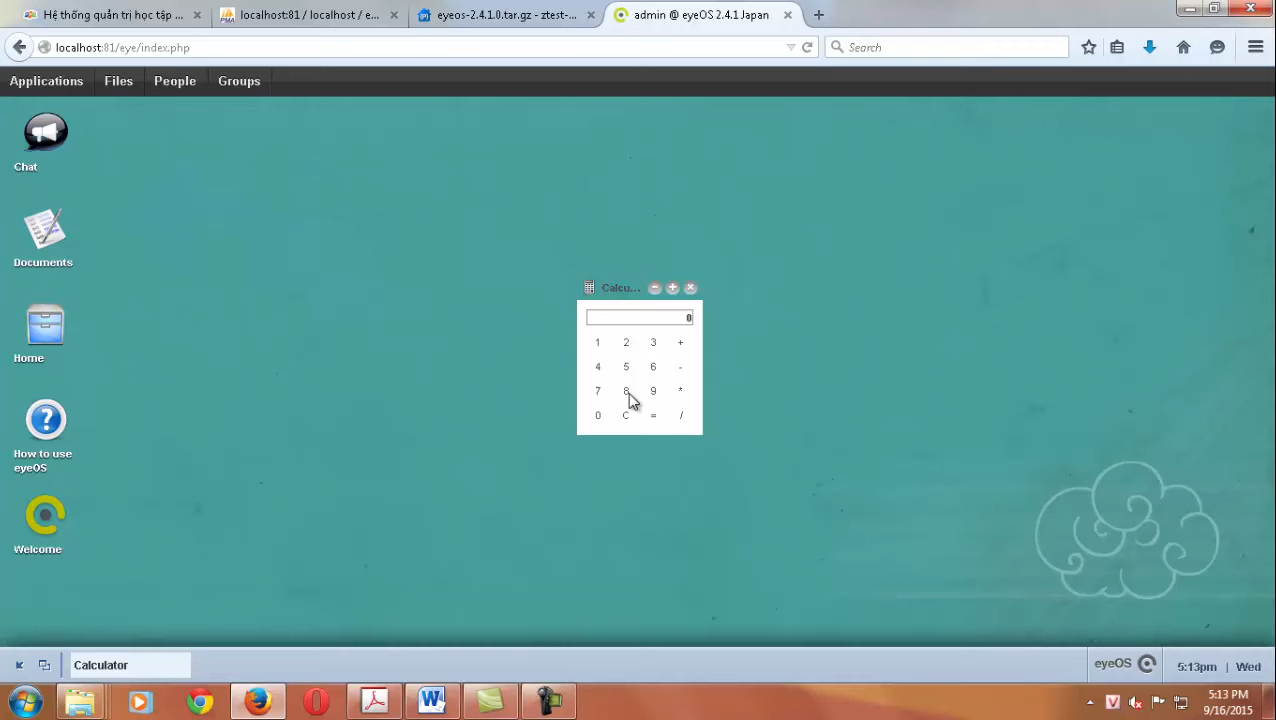 Hệ thống quản trị học tập ...
localhost:81 / localhost / e...
eyeos-2.4.1.0.tar.gz - ztest-...
admin @ eyeOS 2.4.1 Japan
localhost:81/eye/index.php
Search
Applications
Files
People
Groups
Chat
Documents
Home
How to use
eyeOS
Welcome
Calcu...
0
1 2 3 +
4 5 6 -
7 8 9 *
0 C = /
Calculator
eyeOS
5:13pm
Wed
5:13 PM
9/16/2015